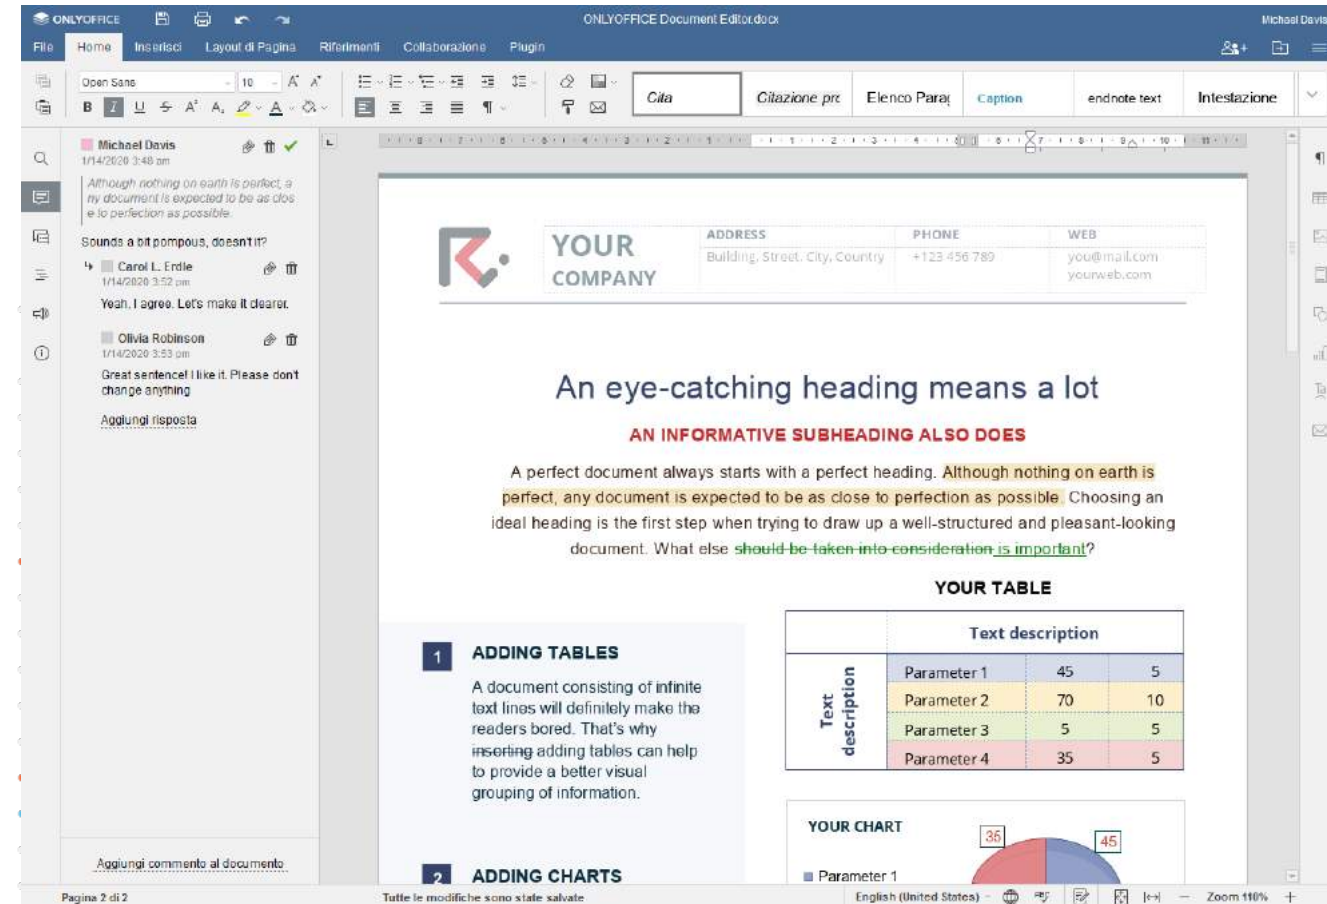 ONLYOFFICE
ONLYOFFICE Document Editor.docx
Michael Davis
File Home Inserisci Layout di Pagina Riferimenti Collaborazione Plugin
Open Sans 10
Cita Citazione pro Elenco Parag Caption endnote text Intestazione
Michael Davis
1/14/2020 3:48 am
Although nothing on earth is perfect, a
ny document is expected to be as clos
e to perfection as possible.
Sounds a bit pompous, doesn't it?
Carol L. Erdle
1/14/2020 3:52 pm
Yeah, I agree. Let's make it clearer.
Olivia Robinson
1/14/2020 3:53 pm
Great sentence! I like it. Please don't
change anything
Aggiungi risposta
Aggiungi commento al documento
YOUR
COMPANY
ADDRESS PHONE WEB
Building, Street, City, Country +123 456 789 you@mail.com
yourweb.com
An eye-catching heading means a lot
AN INFORMATIVE SUBHEADING ALSO DOES
A perfect document always starts with a perfect heading. Although nothing on earth is
perfect, any document is expected to be as close to perfection as possible. Choosing an
ideal heading is the first step when trying to draw up a well-structured and pleasant-looking
document. What else should be taken into consideration is important?
1 ADDING TABLES
A document consisting of infinite
text lines will definitely make the
readers bored. That's why
inserting adding tables can help
to provide a better visual
grouping of information.
2 ADDING CHARTS
YOUR TABLE
Text description
Text
description
Parameter 1 45 5
Parameter 2 70 10
Parameter 3 5 5
Parameter 4 35 5
YOUR CHART
35 45
Parameter 1
Pagina 2 di 2
Tutte le modifiche sono state salvate
English (United States)
Zoom 110%